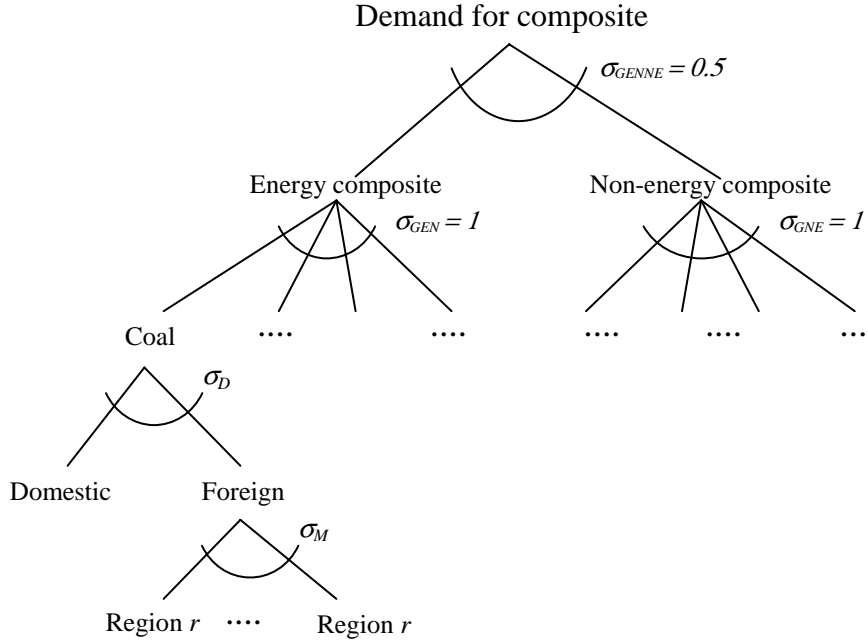 Demand for composite
σGENNE = 0.5
Energy composite
Non-energy composite
σGEN = 1
σGNE = 1
Coal
....
....
....
....
...
σD
Domestic
Foreign
σM
Region r
....
Region r